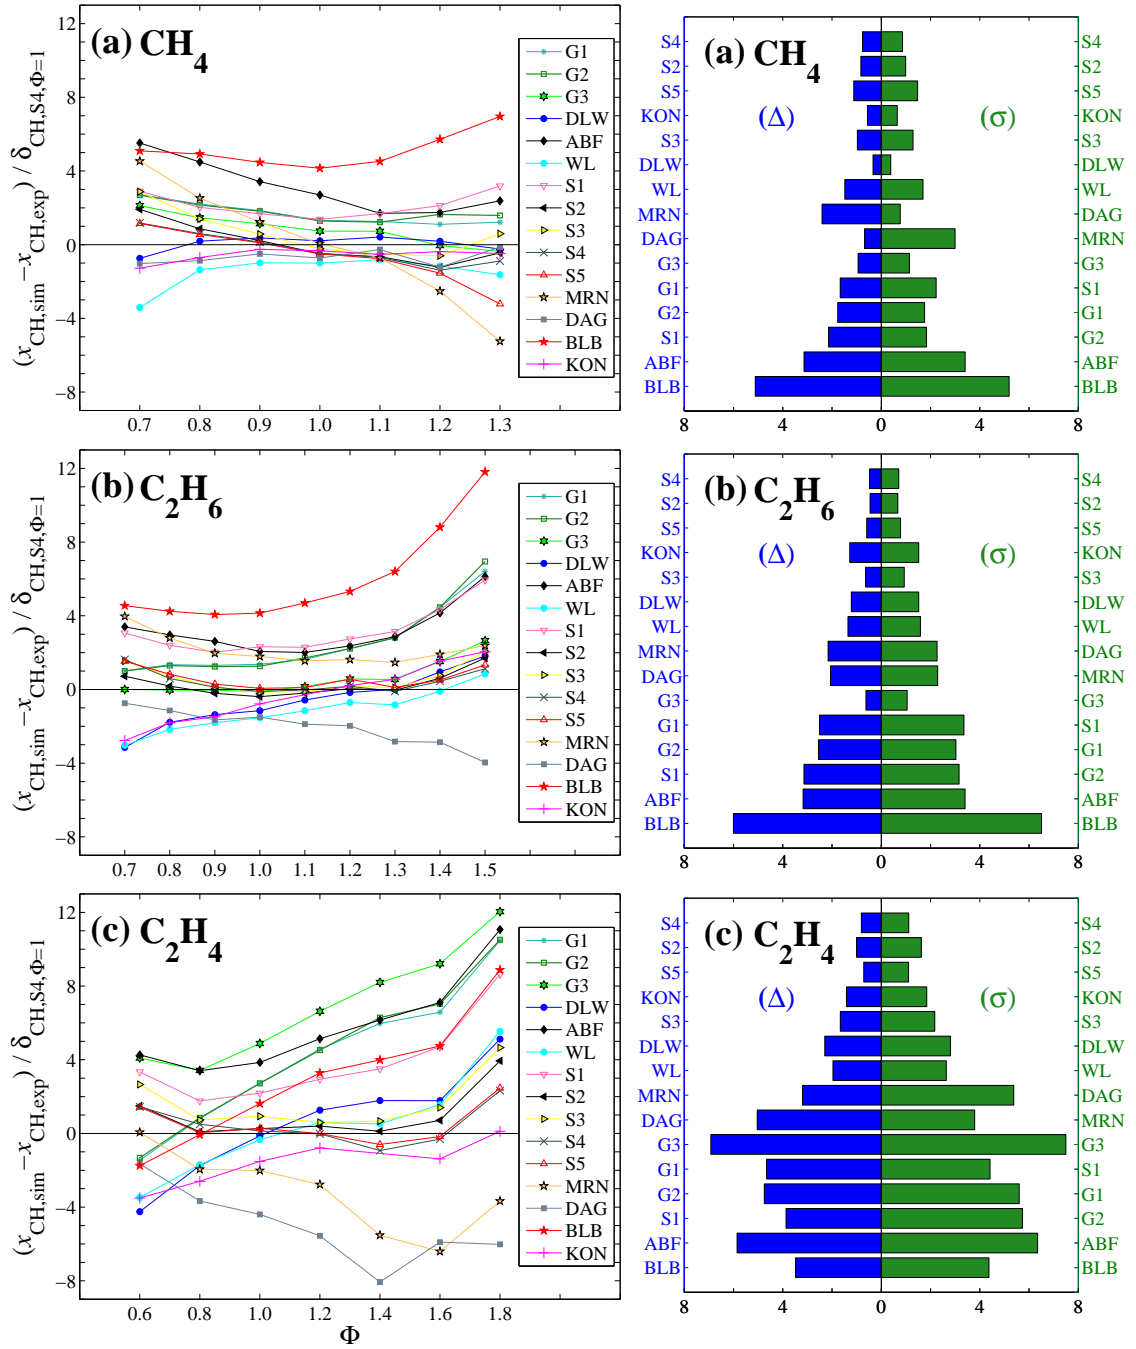 (a) CH4
12
8
4
0
−4
−8
(xCH,sim −xCH,exp) / δCH,S4,Φ=1
G1
G2
G3
DLW
ABF
WL
S1
S2
S3
S4
S5
MRN
DAG
BLB
KON
0.7 0.8 0.9 1.0 1.1 1.2 1.3
(a) CH4
(Δ) (σ)
S4 S4
S2 S2
S5 S5
KON KON
S3 S3
DLW DLW
WL WL
MRN DAG
DAG MRN
G3 G3
G1 S1
G2 G1
S1 G2
ABF ABF
BLB BLB
8 4 0 4 8
(b) C2H6
12
8
4
0
−4
−8
(xCH,sim −xCH,exp) / δCH,S4,Φ=1
G1
G2
G3
DLW
ABF
WL
S1
S2
S3
S4
S5
MRN
DAG
BLB
KON
0.7 0.8 0.9 1.0 1.1 1.2 1.3 1.4 1.5
(b) C2H6
(Δ) (σ)
S4 S4
S2 S2
S5 S5
KON KON
S3 S3
DLW DLW
WL WL
MRN DAG
DAG MRN
G3 G3
G1 S1
G2 G1
S1 G2
ABF ABF
BLB BLB
8 4 0 4 8
(c) C2H4
12
8
4
0
−4
−8
(xCH,sim −xCH,exp) / δCH,S4,Φ=1
G1
G2
G3
DLW
ABF
WL
S1
S2
S3
S4
S5
MRN
DAG
BLB
KON
0.6 0.8 1.0 1.2 1.4 1.6 1.8
Φ
(c) C2H4
(Δ) (σ)
S4 S4
S2 S2
S5 S5
KON KON
S3 S3
DLW DLW
WL WL
MRN DAG
DAG MRN
G3 G3
G1 S1
G2 G1
S1 G2
ABF ABF
BLB BLB
8 4 0 4 8